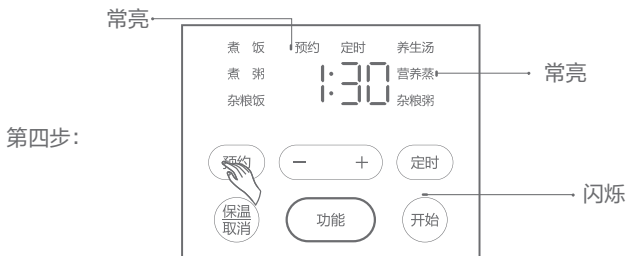 常亮
煮 饭 预约 定时 养生汤
煮 粥 1:30 营养蒸 常亮
杂粮饭 杂粮粥
第四步：
预约 － + 定时
闪烁
保温
取消 功能 开始